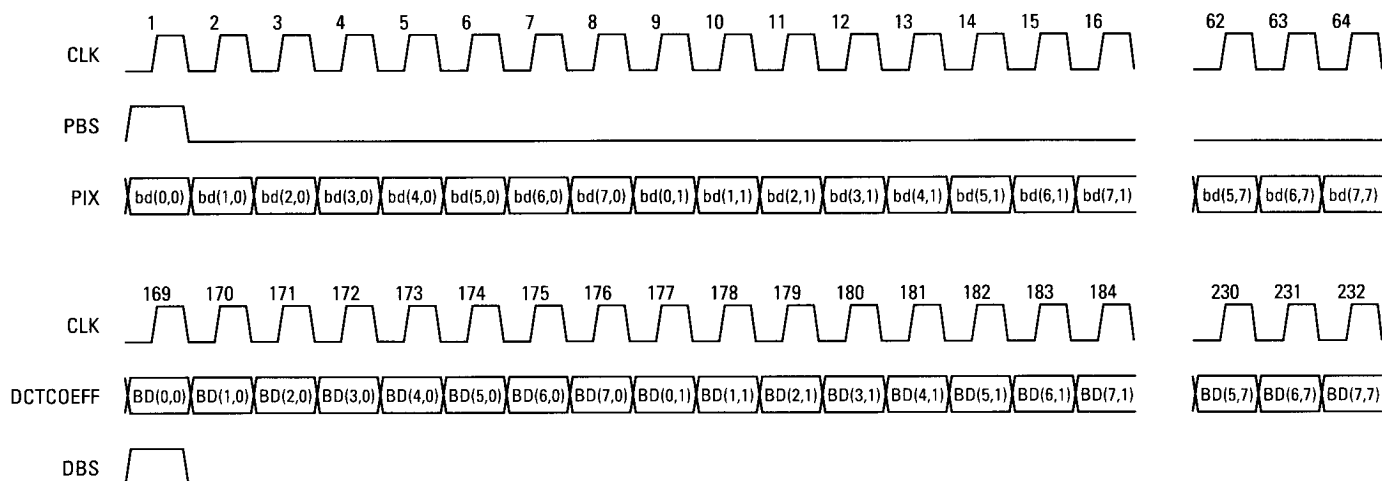 1 2 3 4 5 6 7 8 9 10 11 12 13 14 15 16 62 63 64
CLK
PBS
PIX bd(0,0) bd(1,0) bd(2,0) bd(3,0) bd(4,0) bd(5,0) bd(6,0) bd(7,0) bd(0,1) bd(1,1) bd(2,1) bd(3,1) bd(4,1) bd(5,1) bd(6,1) bd(7,1) bd(5,7) bd(6,7) bd(7,7)
169 170 171 172 173 174 175 176 177 178 179 180 181 182 183 184 230 231 232
CLK
DCTCOEFF BD(0,0) BD(1,0) BD(2,0) BD(3,0) BD(4,0) BD(5,0) BD(6,0) BD(7,0) BD(0,1) BD(1,1) BD(2,1) BD(3,1) BD(4,1) BD(5,1) BD(6,1) BD(7,1) BD(5,7) BD(6,7) BD(7,7)
DBS